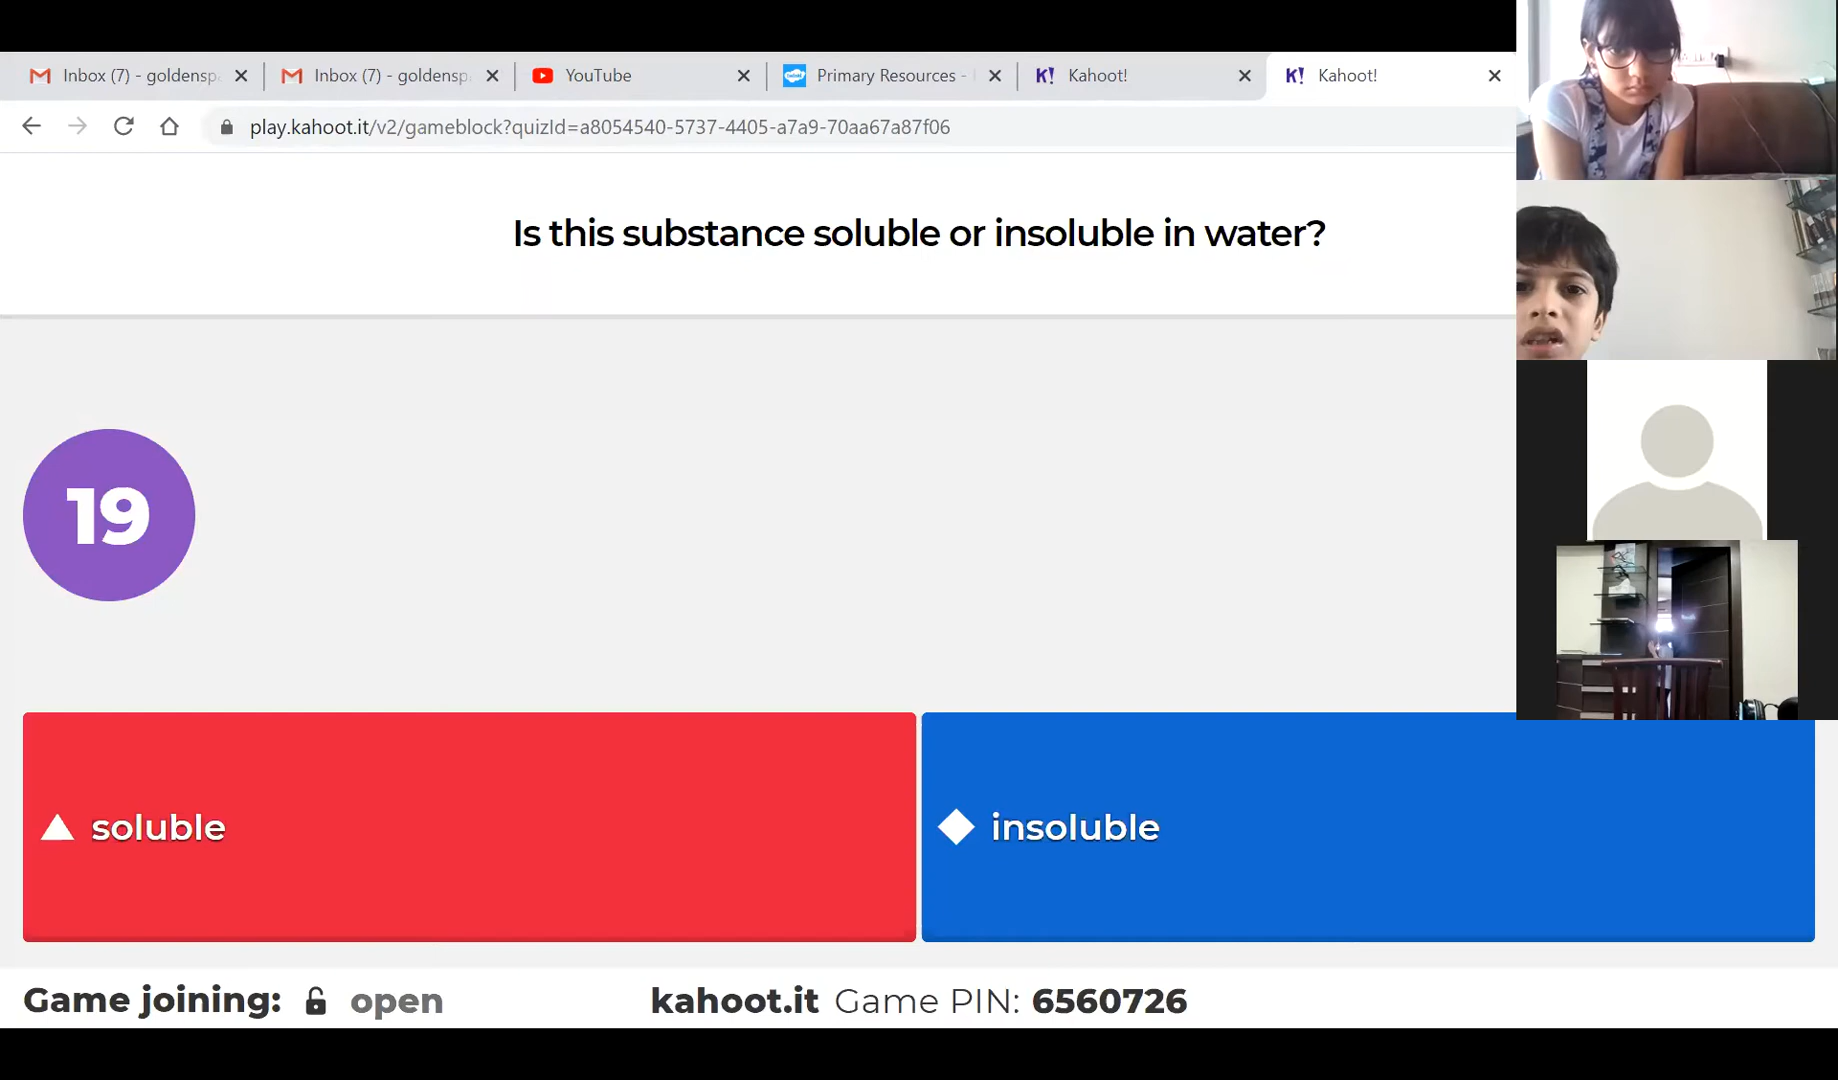 Inbox (7) - goldensp
Inbox (7) - goldensp
YouTube
Primary Resources -
K! Kahoot!
K! Kahoot!
play.kahoot.it/v2/gameblock?quizId=a8054540-5737-4405-a7a9-70aa67a87f06
Is this substance soluble or insoluble in water?
19
soluble
insoluble
Game joining: open
kahoot.it Game PIN: 6560726